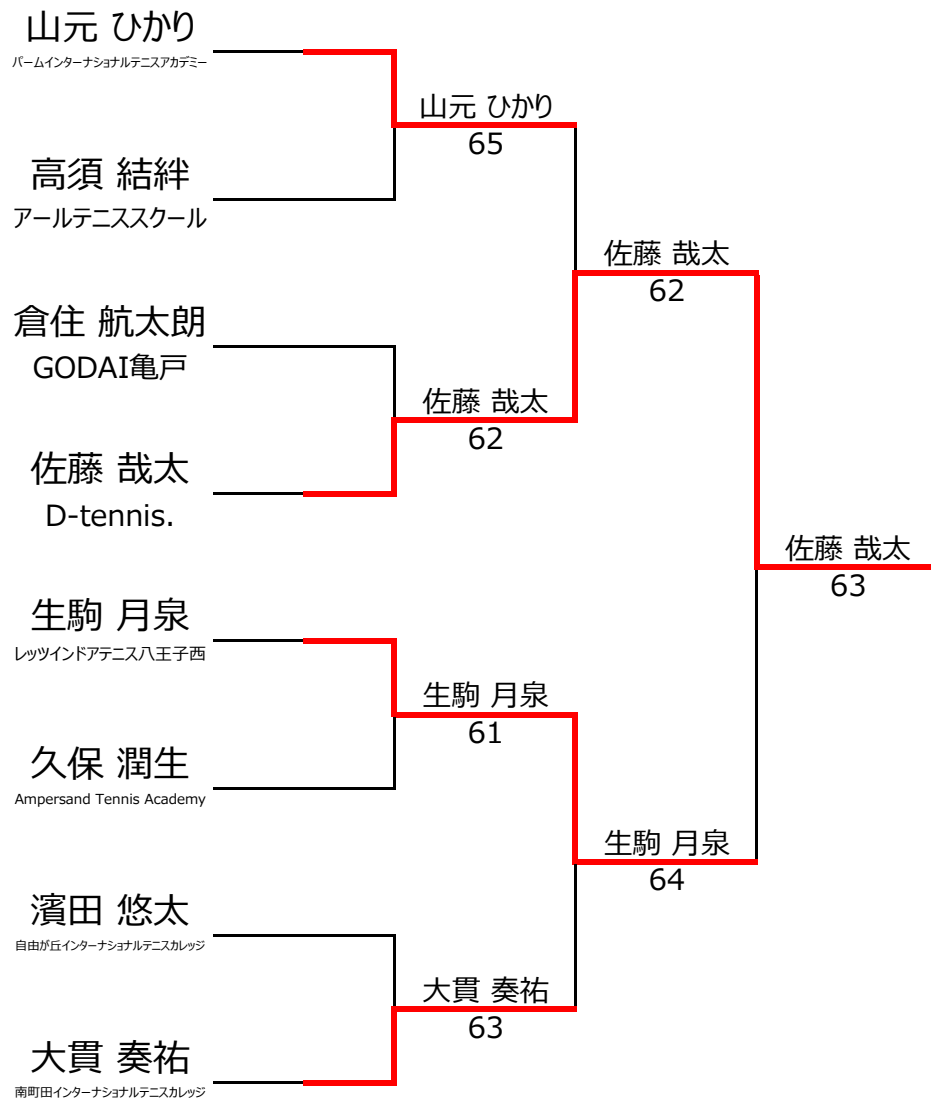 山元 ひかり
パームインターナショナルテニスアカデミー
山元 ひかり
65
高須 結絆
アールテニススクール
佐藤 哉太
62
倉住 航太朗
GODAI亀戸
佐藤 哉太
62
佐藤 哉太
D-tennis.
佐藤 哉太
63
生駒 月泉
レッツインドアテニス八王子西
生駒 月泉
61
久保 潤生
Ampersand Tennis Academy
生駒 月泉
64
濱田 悠太
自由が丘インターナショナルテニスカレッジ
大貫 奏祐
63
大貫 奏祐
南町田インターナショナルテニスカレッジ